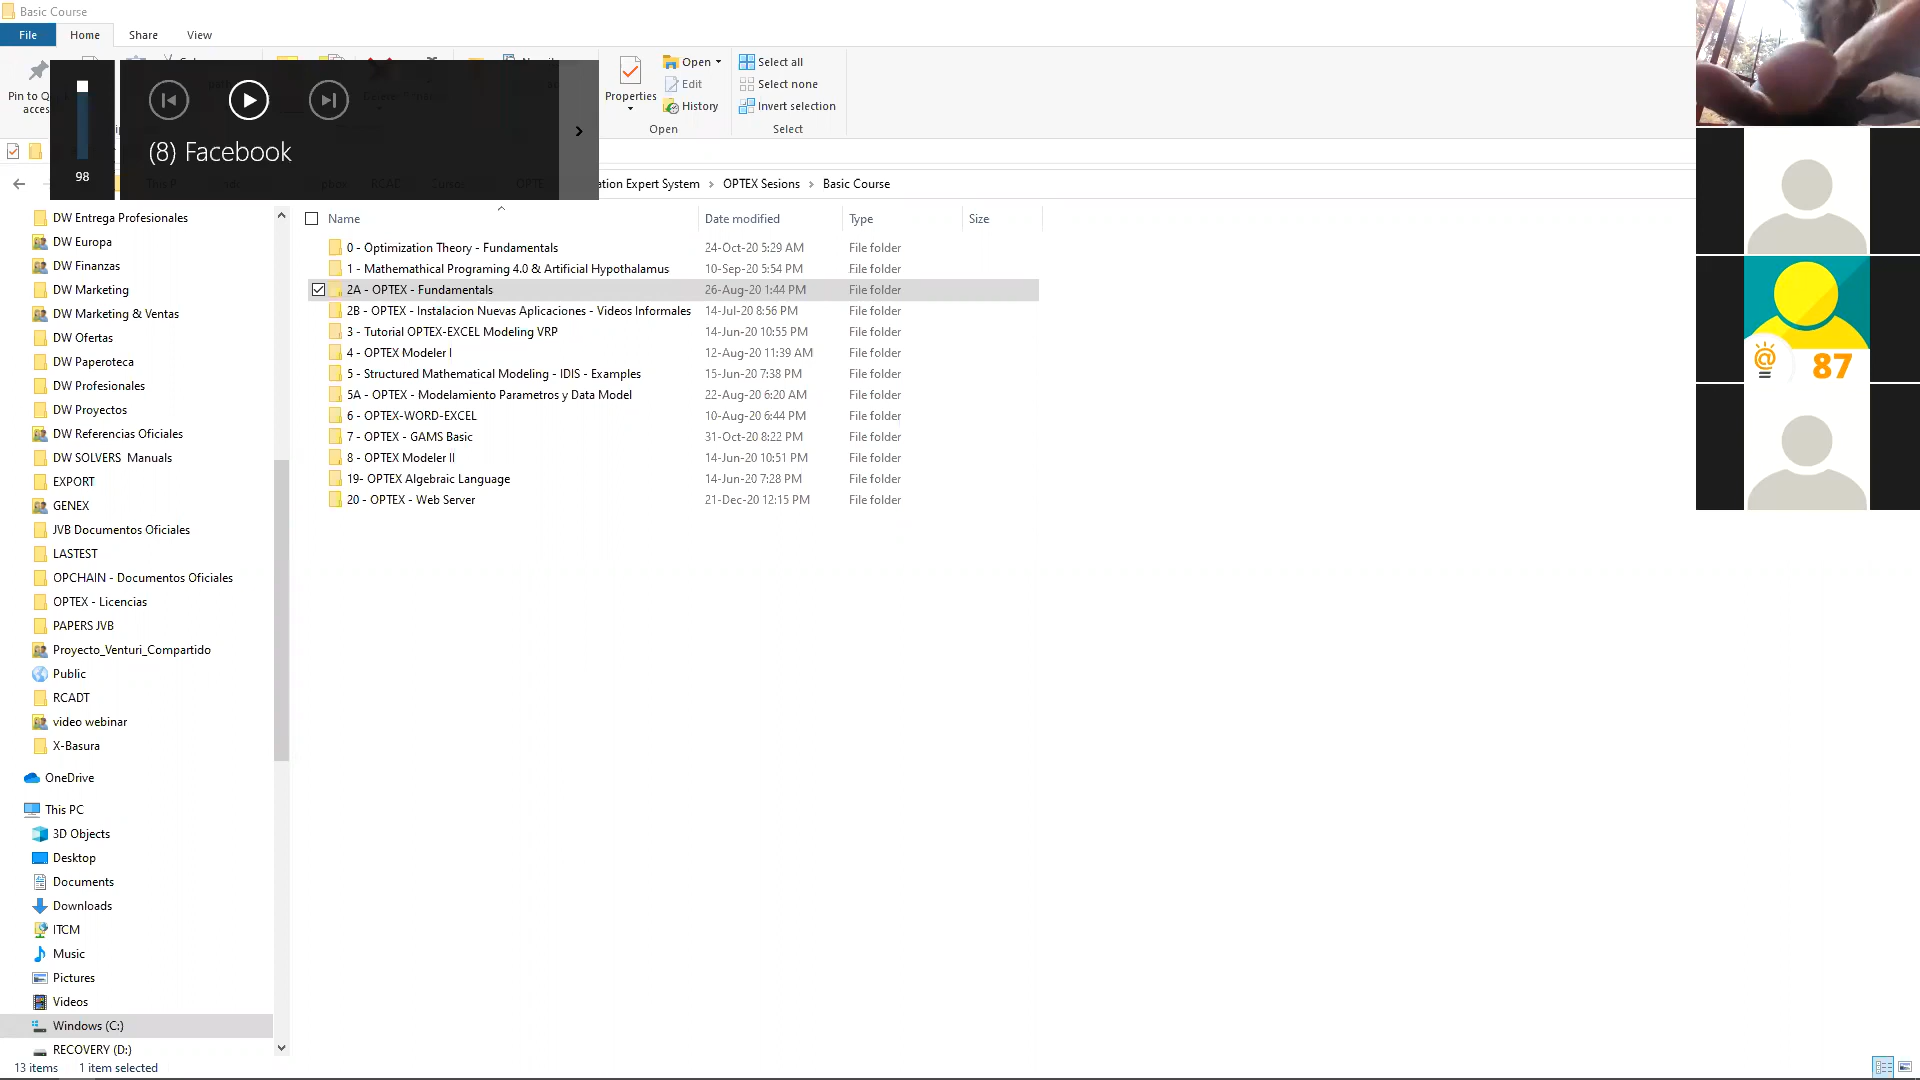 Basic Course
File Home Share View
Pin to Q
acces
Properties
Open
Edit
History
Open
Select all
Select none
Invert selection
Select
98
(8) Facebook
ation Expert System > OPTEX Sesions > Basic Course
Name Date modified Type Size
0 - Optimization Theory - Fundamentals 24-Oct-20 5:29 AM File folder
1 - Mathemathical Programing 4.0 & Artificial Hypothalamus 10-Sep-20 5:54 PM File folder
2A - OPTEX - Fundamentals 26-Aug-20 1:44 PM File folder
2B - OPTEX - Instalacion Nuevas Aplicaciones - Videos Informales 14-Jul-20 8:56 PM File folder
3 - Tutorial OPTEX-EXCEL Modeling VRP 14-Jun-20 10:55 PM File folder
4 - OPTEX Modeler I 12-Aug-20 11:39 AM File folder
5 - Structured Mathematical Modeling - IDIS - Examples 15-Jun-20 7:38 PM File folder
5A - OPTEX - Modelamiento Parametros y Data Model 22-Aug-20 6:20 AM File folder
6 - OPTEX-WORD-EXCEL 10-Aug-20 6:44 PM File folder
7 - OPTEX - GAMS Basic 31-Oct-20 8:22 PM File folder
8 - OPTEX Modeler II 14-Jun-20 10:51 PM File folder
19- OPTEX Algebraic Language 14-Jun-20 7:28 PM File folder
20 - OPTEX - Web Server 21-Dec-20 12:15 PM File folder
DW Entrega Profesionales
DW Europa
DW Finanzas
DW Marketing
DW Marketing & Ventas
DW Ofertas
DW Paperoteca
DW Profesionales
DW Proyectos
DW Referencias Oficiales
DW SOLVERS Manuals
EXPORT
GENEX
JVB Documentos Oficiales
LASTEST
OPCHAIN - Documentos Oficiales
OPTEX - Licencias
PAPERS JVB
Proyecto_Venturi_Compartido
Public
RCADT
video webinar
X-Basura
OneDrive
This PC
3D Objects
Desktop
Documents
Downloads
ITCM
Music
Pictures
Videos
Windows (C:)
RECOVERY (D:)
13 items 1 item selected
@ 87